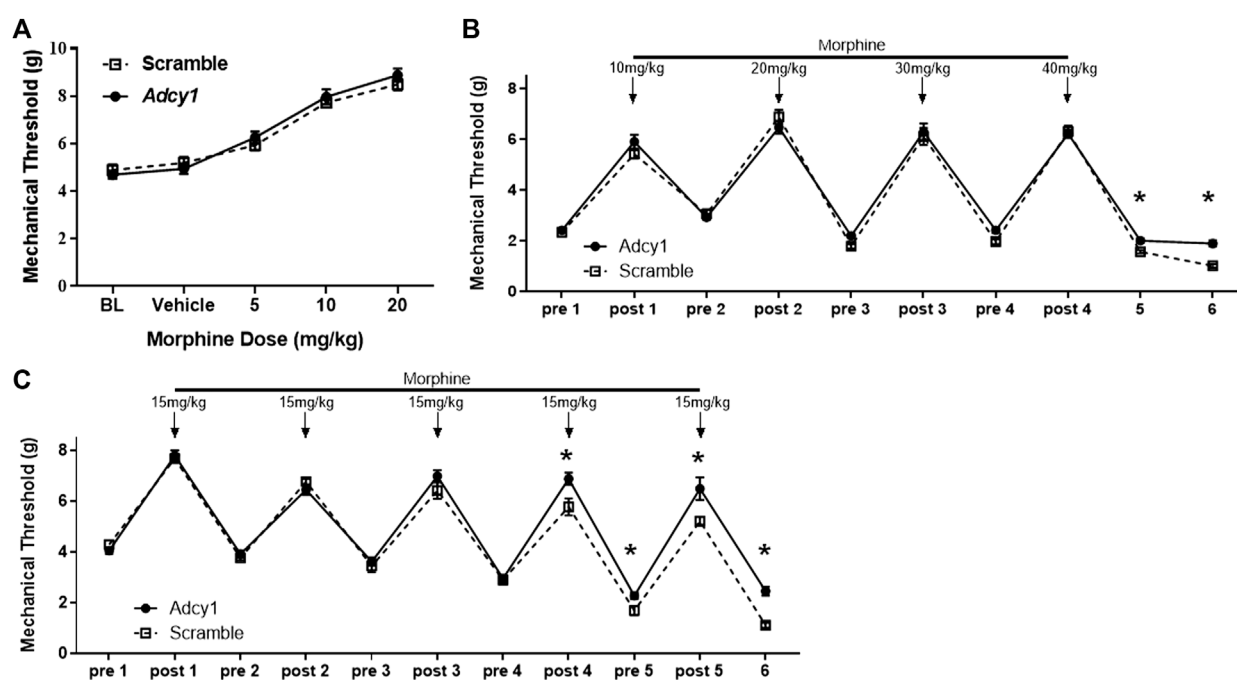 A
Mechanical Threshold (g)
10
8
6
4
2
0
Scramble
Adcy1
BL Vehicle 5 10 20
Morphine Dose (mg/kg)
B
Morphine
10mg/kg 20mg/kg 30mg/kg 40mg/kg
Mechanical Threshold (g)
8
6
4
2
0
* *
Adcy1
Scramble
pre 1 post 1 pre 2 post 2 pre 3 post 3 pre 4 post 4 5 6
C
Morphine
15mg/kg 15mg/kg 15mg/kg 15mg/kg 15mg/kg
Mechanical Threshold (g)
8
6
4
2
0
* *
* *
Adcy1
Scramble
pre 1 post 1 pre 2 post 2 pre 3 post 3 pre 4 post 4 pre 5 post 5 6